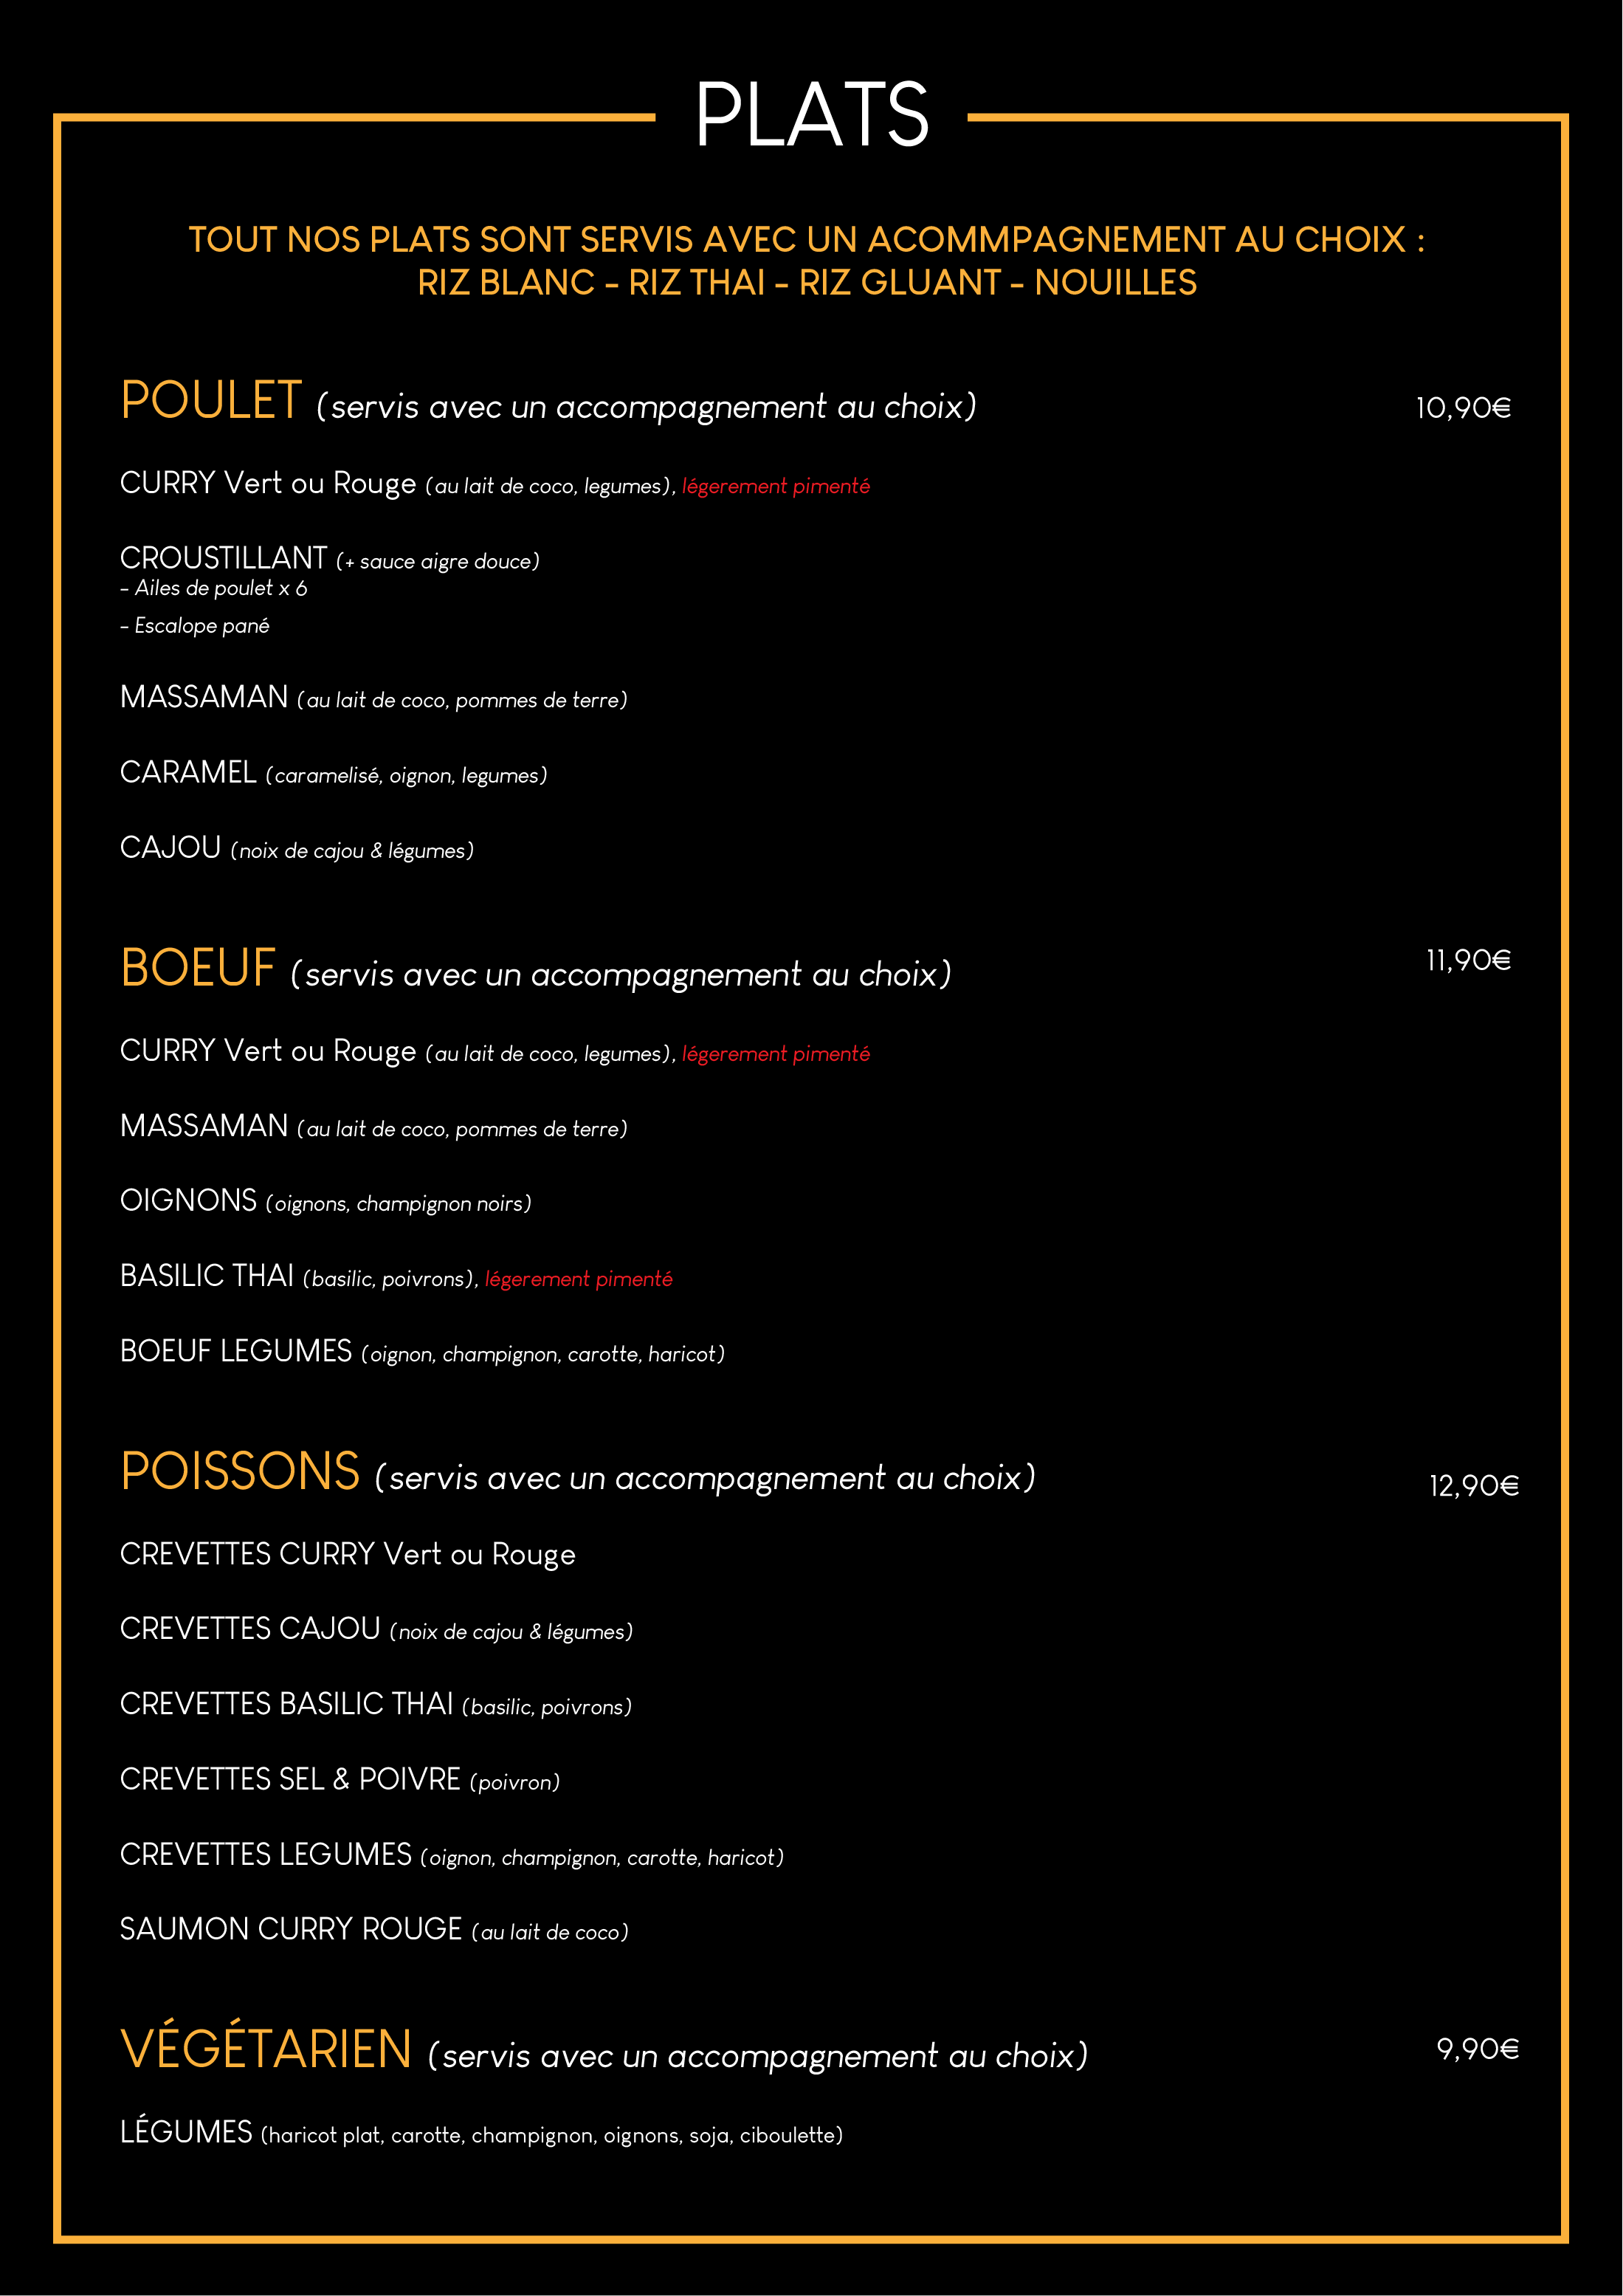 PLATS
TOUT NOS PLATS SONT SERVIS AVEC UN ACOMMPAGNEMENT AU CHOIX :
RIZ BLANC - RIZ THAI - RIZ GLUANT - NOUILLES
POULET (servis avec un accompagnement au choix) 10,90€
CURRY Vert ou Rouge (au lait de coco, legumes), légerement pimenté
CROUSTILLANT (+ sauce aigre douce)
- Ailes de poulet x 6
- Escalope pané
MASSAMAN (au lait de coco, pommes de terre)
CARAMEL (caramelisé, oignon, legumes)
CAJOU (noix de cajou & légumes)
BOEUF (servis avec un accompagnement au choix) 11,90€
CURRY Vert ou Rouge (au lait de coco, legumes), légerement pimenté
MASSAMAN (au lait de coco, pommes de terre)
OIGNONS (oignons, champignon noirs)
BASILIC THAI (basilic, poivrons), légerement pimenté
BOEUF LEGUMES (oignon, champignon, carotte, haricot)
POISSONS (servis avec un accompagnement au choix) 12,90€
CREVETTES CURRY Vert ou Rouge
CREVETTES CAJOU (noix de cajou & légumes)
CREVETTES BASILIC THAI (basilic, poivrons)
CREVETTES SEL & POIVRE (poivron)
CREVETTES LEGUMES (oignon, champignon, carotte, haricot)
SAUMON CURRY ROUGE (au lait de coco)
VÉGÉTARIEN (servis avec un accompagnement au choix) 9,90€
LÉGUMES (haricot plat, carotte, champignon, oignons, soja, ciboulette)